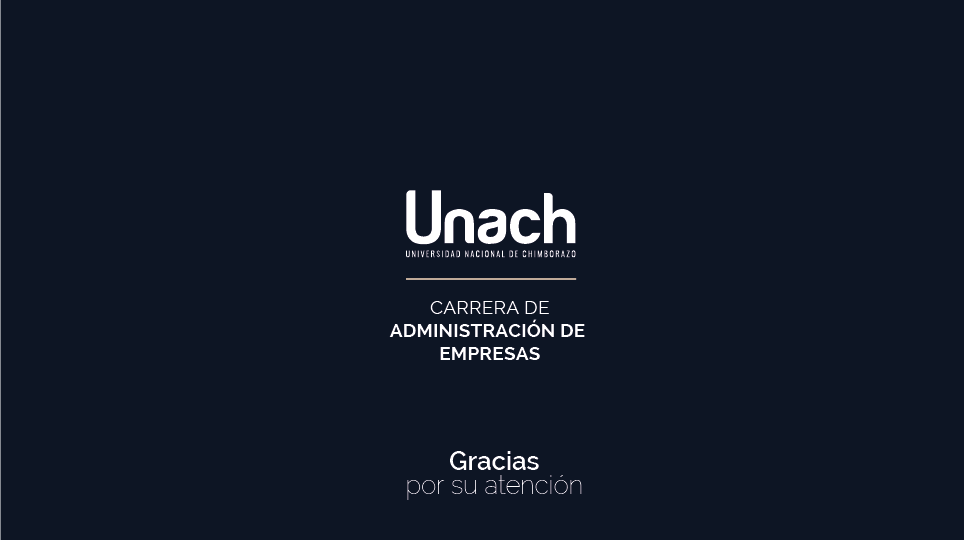 Unach
UNIVERSIDAD NACIONAL DE CHIMBORAZO
CARRERA DE
ADMINISTRACIÓN DE
EMPRESAS
Gracias
por su atención